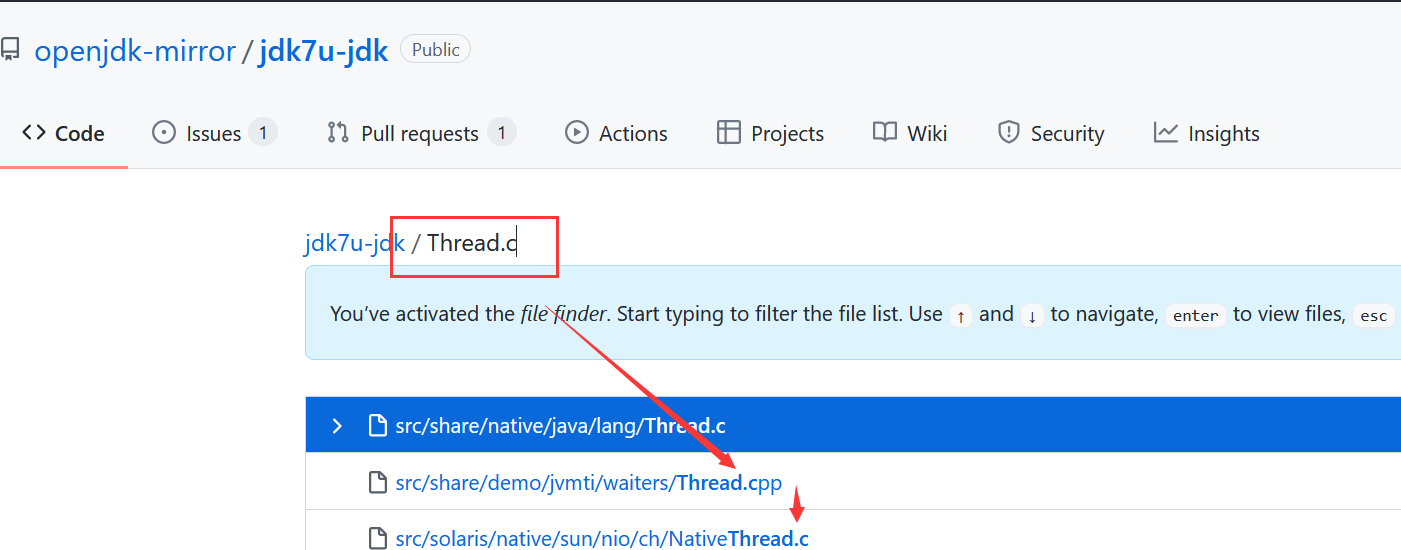 openjdk-mirror / jdk7u-jdk Public
Code Issues 1 Pull requests 1 Actions Projects Wiki Security Insights
jdk7u-jdk / Thread.c
You’ve activated the file finder. Start typing to filter the file list. Use ↑ and ↓ to navigate, enter to view files, esc
src/share/native/java/lang/Thread.c
src/share/demo/jvmti/waiters/Thread.cpp
src/solaris/native/sun/nio/ch/NativeThread.c